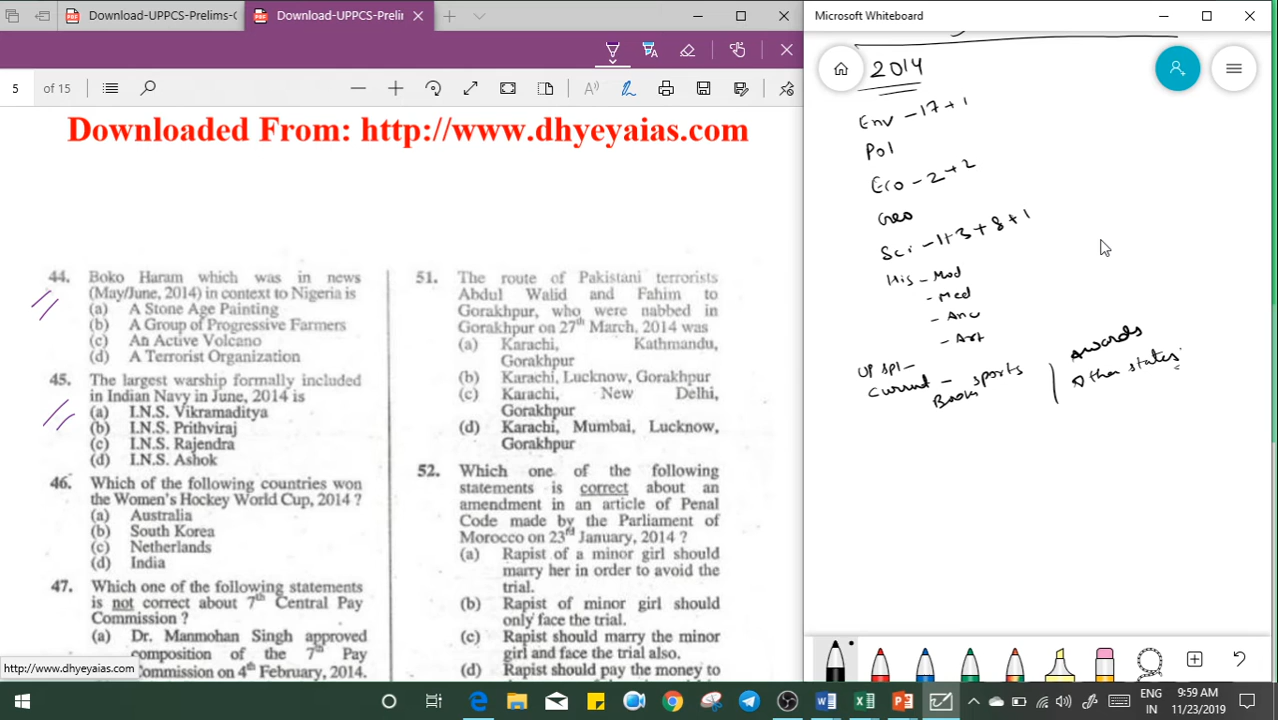 Download-UPPCS-Prelims-C
Download-UPPCS-Prelin
Microsoft Whiteboard
5 of 15
Downloaded From: http://www.dhyeyaias.com
44. Boko Haram which was in news
(May/June, 2014) in context to Nigeria is
(a) A Stone Age Painting
(b) A Group of Progressive Farmers
(c) An Active Volcano
(d) A Terrorist Organization
45. The largest warship formally included
in Indian Navy in June, 2014 is
(a) I.N.S. Vikramaditya
(b) I.N.S. Prithviraj
(c) I.N.S. Rajendra
(d) I.N.S. Ashok
46. Which of the following countries won
the Women's Hockey World Cup, 2014 ?
(a) Australia
(b) South Korea
(c) Netherlands
(d) India
47. Which one of the following statements
is not correct about 7th Central Pay
Commission ?
(a) Dr. Manmohan Singh approved
composition of the 7th Pay
Commission on 4th February, 2014.
http://www.dhyeyaias.com
51. The route of Pakistani terrorists
Abdul Walid and Fahim to
Gorakhpur, who were nabbed in
Gorakhpur on 27th March, 2014 was
(a) Karachi, Kathmandu,
Gorakhpur
(b) Karachi, Lucknow, Gorakhpur
(c) Karachi, New Delhi,
Gorakhpur
(d) Karachi, Mumbai, Lucknow,
Gorakhpur
52. Which one of the following
statements is correct about an
amendment in an article of Penal
Code made by the Parliament of
Morocco on 23rd January, 2014 ?
(a) Rapist of a minor girl should
marry her in order to avoid the
trial.
(b) Rapist of minor girl should
only face the trial.
(c) Rapist should marry the minor
girl and face the trial also.
(d) Rapist should pay the money to
2014
Env - 17 + 1
Pol
Eco - 2 + 2
Geo
Sci - 1+3 + 8 + 1
His - Mod
- Med
- Anc
- Art
UP SPl -
Current - sports
Books
Awards
Other states
ENG
IN
9:59 AM
11/23/2019